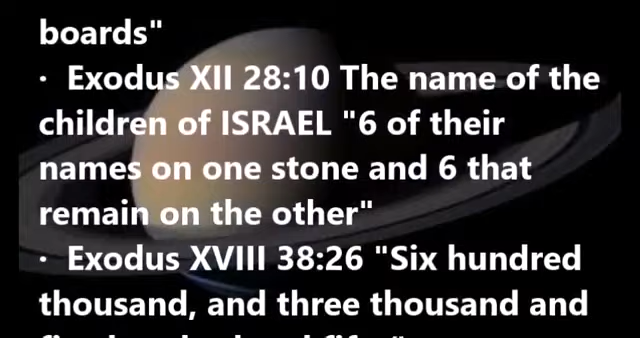 boards"
· Exodus XII 28:10 The name of the
children of ISRAEL "6 of their
names on one stone and 6 that
remain on the other"
· Exodus XVIII 38:26 "Six hundred
thousand, and three thousand and